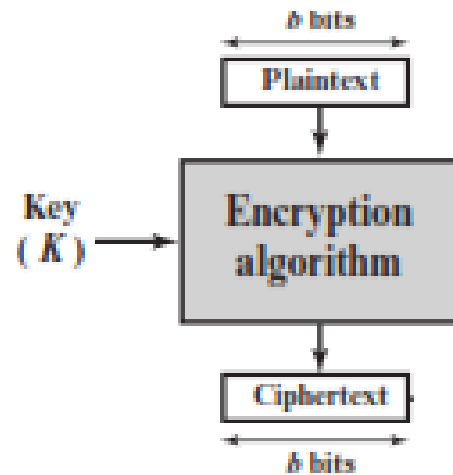 b bits
Plaintext
Key
( K )
Encryption
algorithm
Ciphertext
b bits